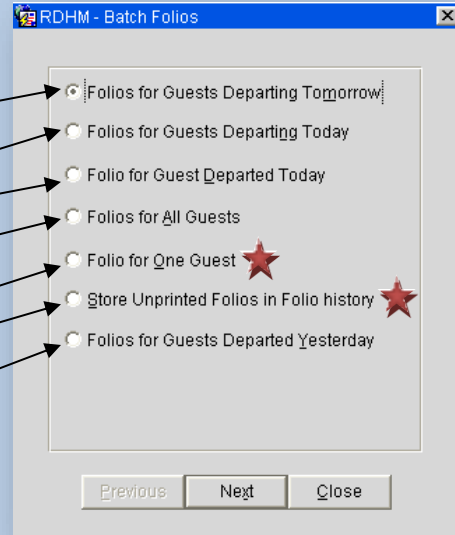 RDHM - Batch Folios
Folios for Guests Departing Tomorrow
Folios for Guests Departing Today
Folio for Guest Departed Today
Folios for All Guests
Folio for One Guest
Store Unprinted Folios in Folio history
Folios for Guests Departed Yesterday
Previous Next Close